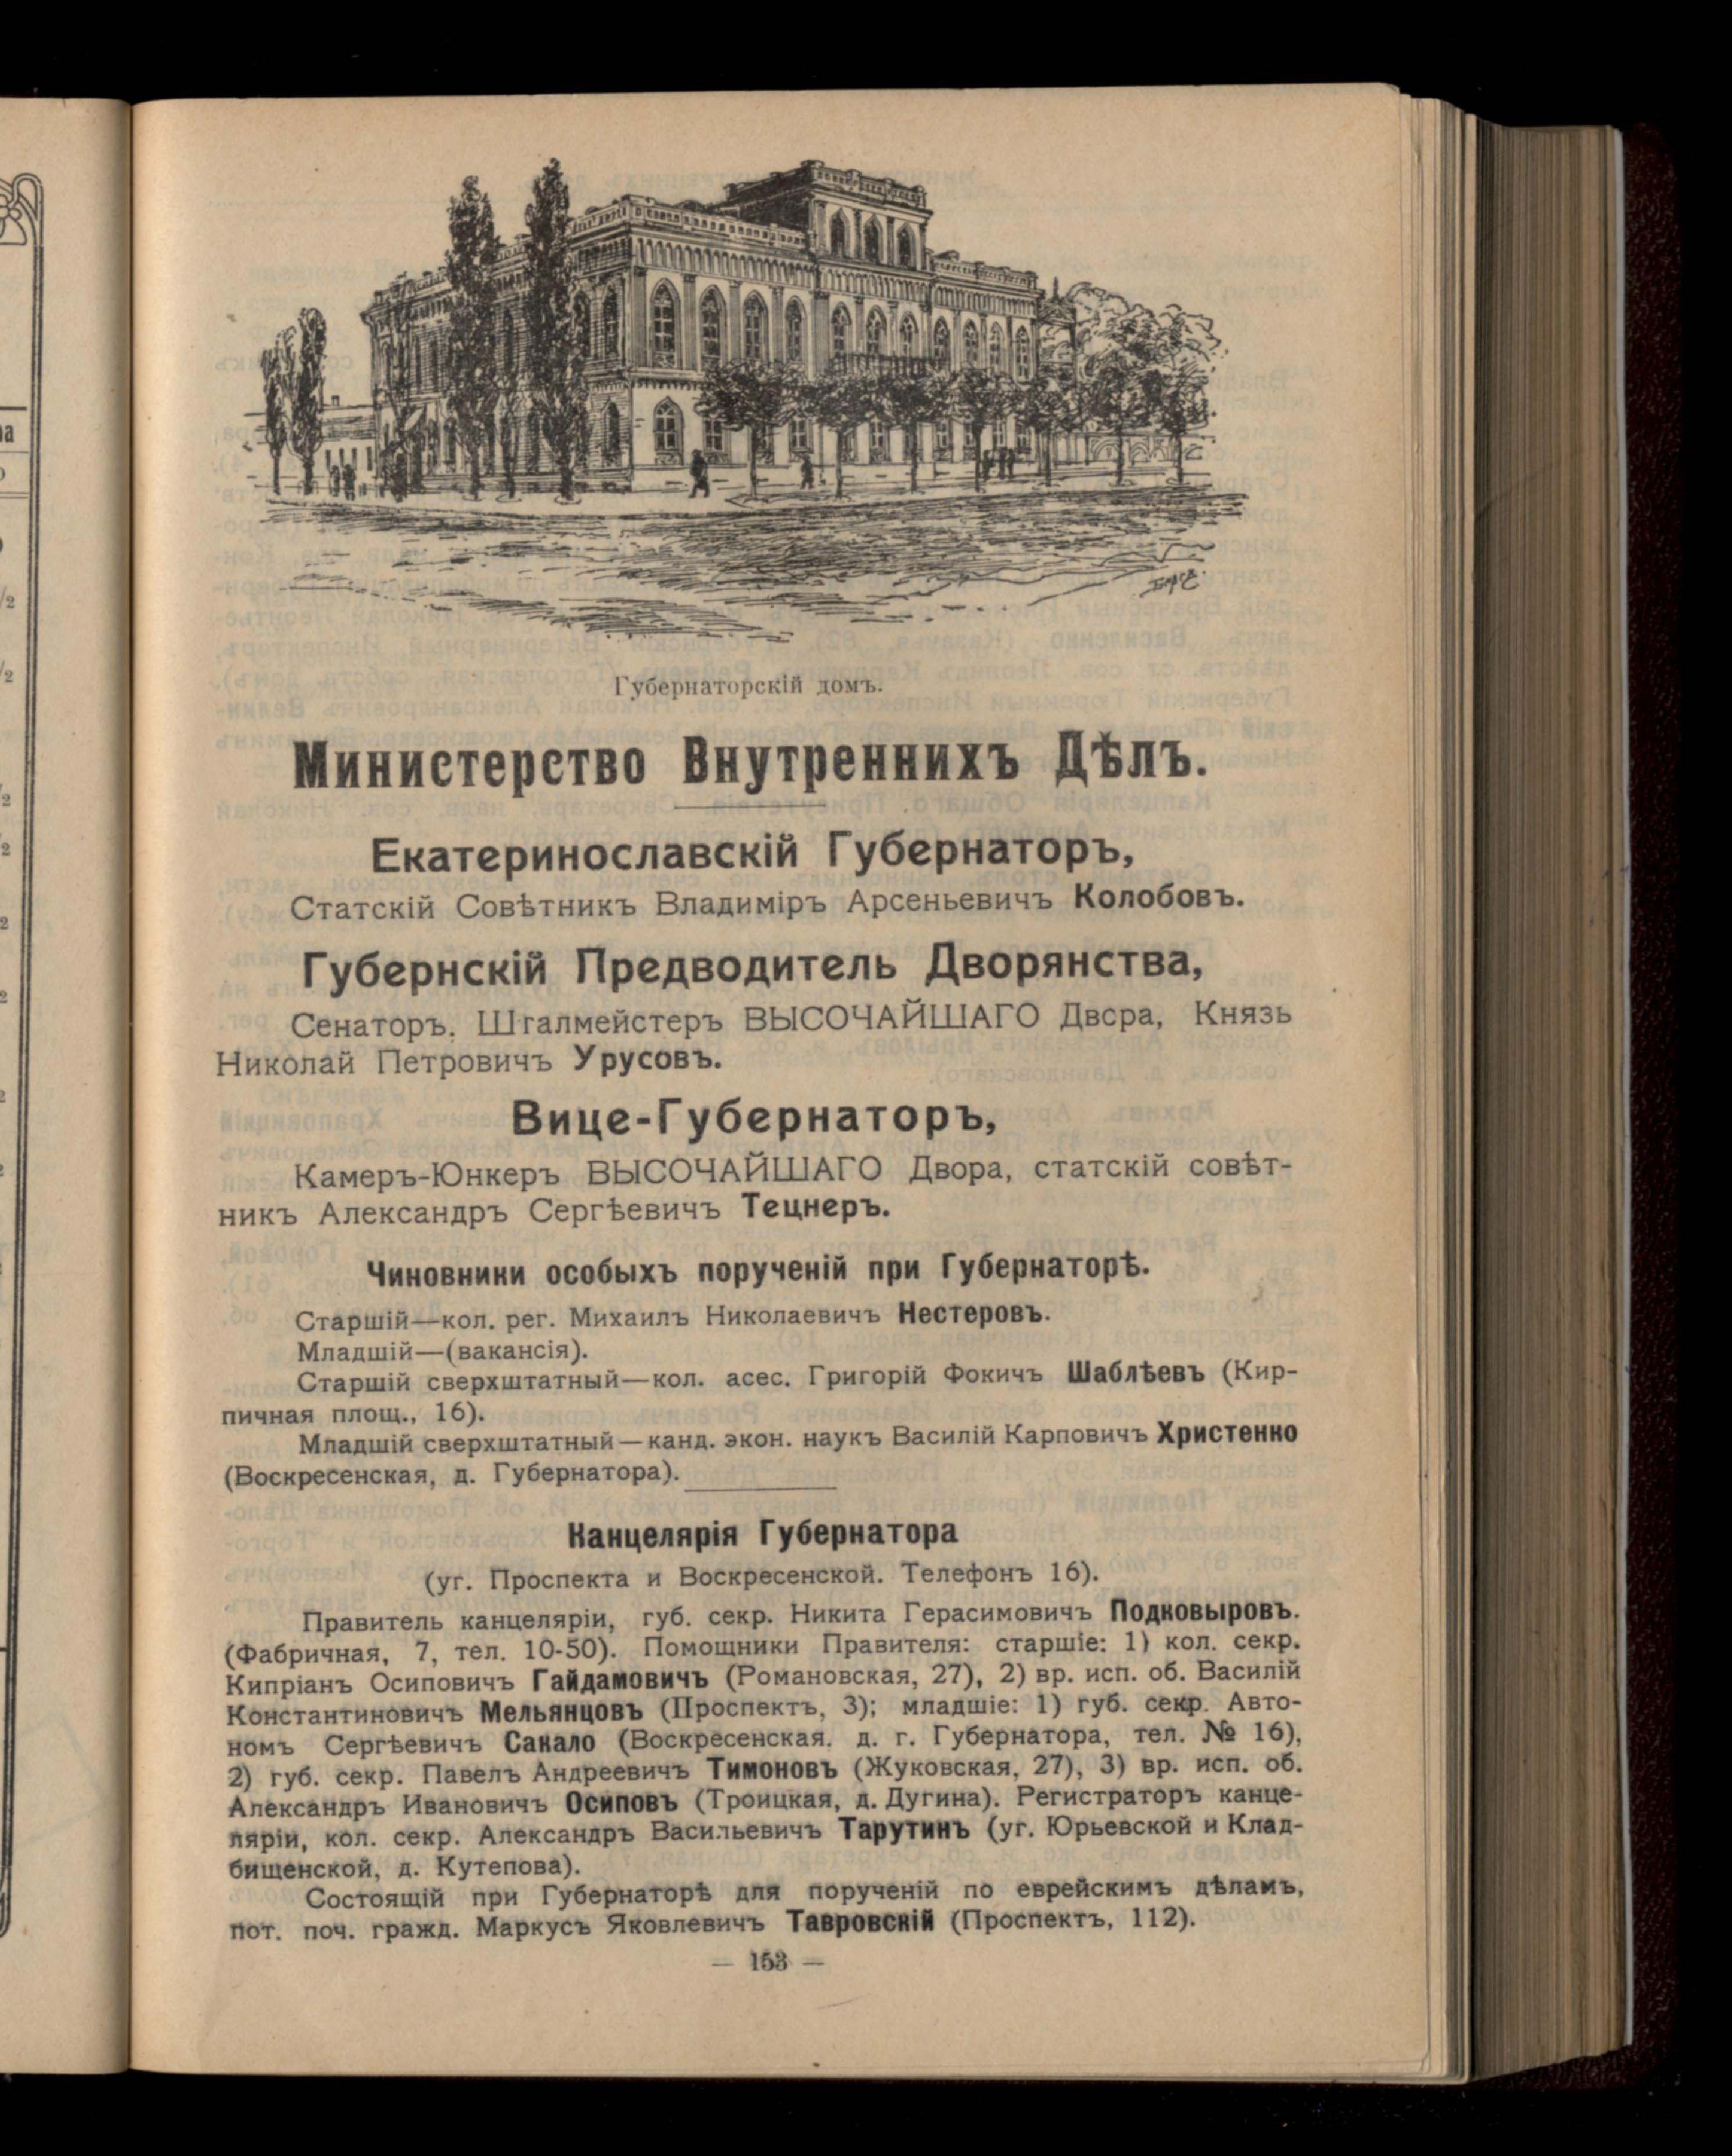 Губернаторскій домъ.
Министерство Внутреннихъ Дѣлъ.
Екатеринославскій Губернаторъ,
Статскій Совѣтникъ Владиміръ Арсеньевичъ Колобовъ.
Губернскій Предводитель Дворянства,
Сенаторъ. Шталмейстеръ ВЫСОЧАЙШАГО Двсра, Князь
Николай Петровичъ Урусовъ.
Вице-Губернаторъ,
Камеръ-Юнкеръ ВЫСОЧАЙШАГО Двора, статскій совѣт-
никъ Александръ Сергѣевичъ Тецнеръ.
Чиновники особыхъ порученій при Губернаторѣ.
Старшій—кол. рег. Михаилъ Николаевичъ Нестеровъ.
Младшій—(вакансія).
Старшій сверхштатный—кол. асес. Григорій Фокичъ Шаблѣевъ (Кир-
пичная площ., 16).
Младшій сверхштатный—канд. экон. наукъ Василій Карповичъ Христенко
(Воскресенская, д. Губернатора).
Канцелярія Губернатора
(уг. Проспекта и Воскресенской. Телефонъ 16).
Правитель канцеляріи, губ. секр. Никита Герасимовичъ Подковыровъ.
(Фабричная, 7, тел. 10-50). Помощники Правителя: старшіе: 1) кол. секр.
Кипріанъ Осиповичъ Гайдамовичъ (Романовская, 27), 2) вр. исп. об. Василій
Константиновичъ Мельянцовъ (Проспектъ, 3); младшіе: 1) губ. секр. Авто-
номъ Сергѣевичъ Сакало (Воскресенская. д. г. Губернатора, тел. № 16),
2) губ. секр. Павелъ Андреевичъ Тимоновъ (Жуковская, 27), 3) вр. исп. об.
Александръ Ивановичъ Осиповъ (Троицкая, д. Дугина). Регистраторъ канце-
ляріи, кол. секр. Александръ Васильевичъ Тарутинъ (уг. Юрьевской и Клад-
бищенской, д. Кутепова).
Состоящій при Губернаторѣ для порученій по еврейскимъ дѣламъ,
пот. поч. гражд. Маркусъ Яковлевичъ Тавровскій (Проспектъ, 112).
— 153 —